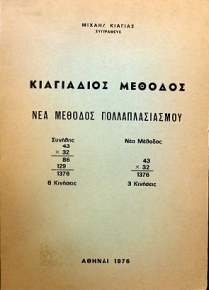 ΜΙΧΑΗΛ ΚΙΑΓΙΑΣ
ΣΥΓΓΡΑΦΕΥΣ
ΚΙΑΓΙΑΔΙΟΣ ΜΕΘΟΔΟΣ
ΝΕΑ ΜΕΘΟΔΟΣ ΠΟΛΛΑΠΛΑΣΙΑΣΜΟΥ
Συνήθης
43
× 32
86
129
1376
6 Κινήσεις
Νέα Μέθοδος
43
× 32
1376
3 Κινήσεις
ΑΘΗΝΑΙ 1976